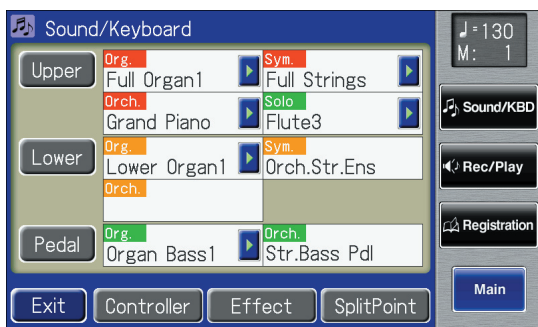 Sound/Keyboard
♩=130
M: 1
Upper
Org.
Full Organ1
Sym.
Full Strings
Orch.
Grand Piano
Solo
Flute3
Lower
Org.
Lower Organ1
Sym.
Orch.Str.Ens
Orch.
Pedal
Org.
Organ Bass1
Orch.
Str.Bass Pdl
Exit
Controller
Effect
SplitPoint
Sound/KBD
Rec/Play
Registration
Main